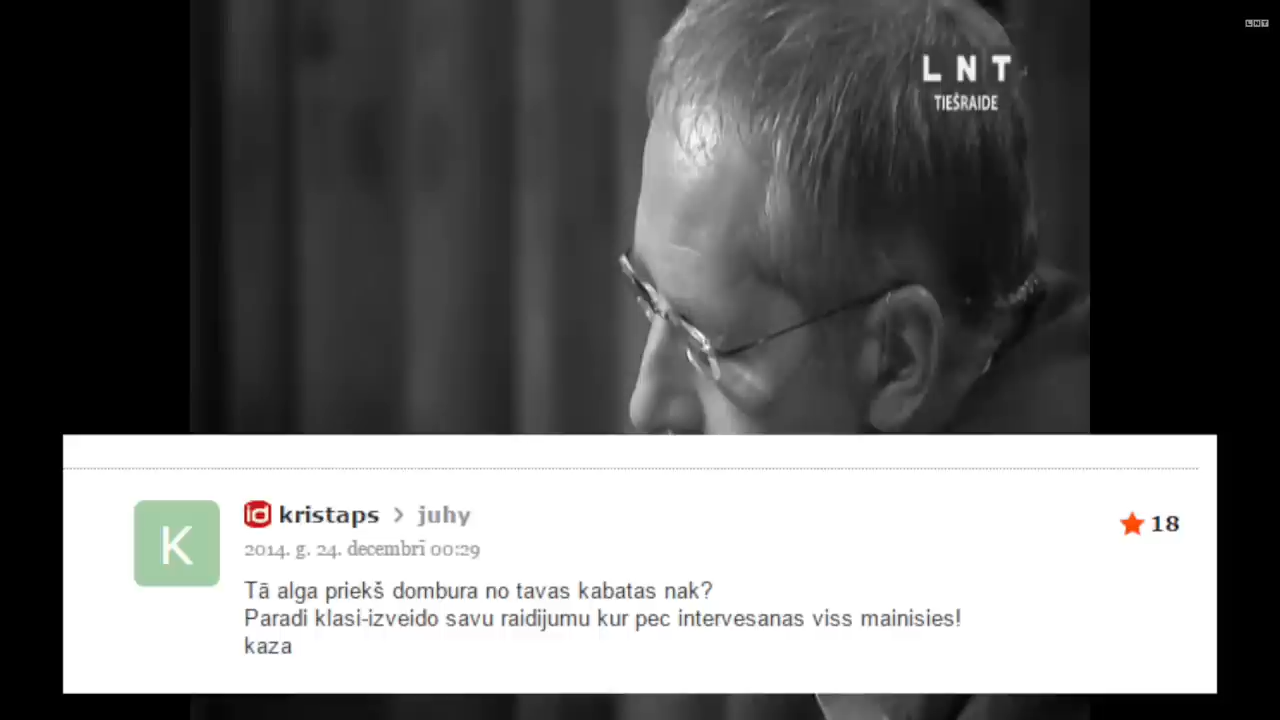 LNT
L N T
TIEŠRAIDE
K
id kristaps > juhy
18
2014. g. 24. decembrī 00:29
Tā alga priekš dombura no tavas kabatas nak?
Paradi klasi-izveido savu raidijumu kur pec intervesanas viss mainisies!
kaza